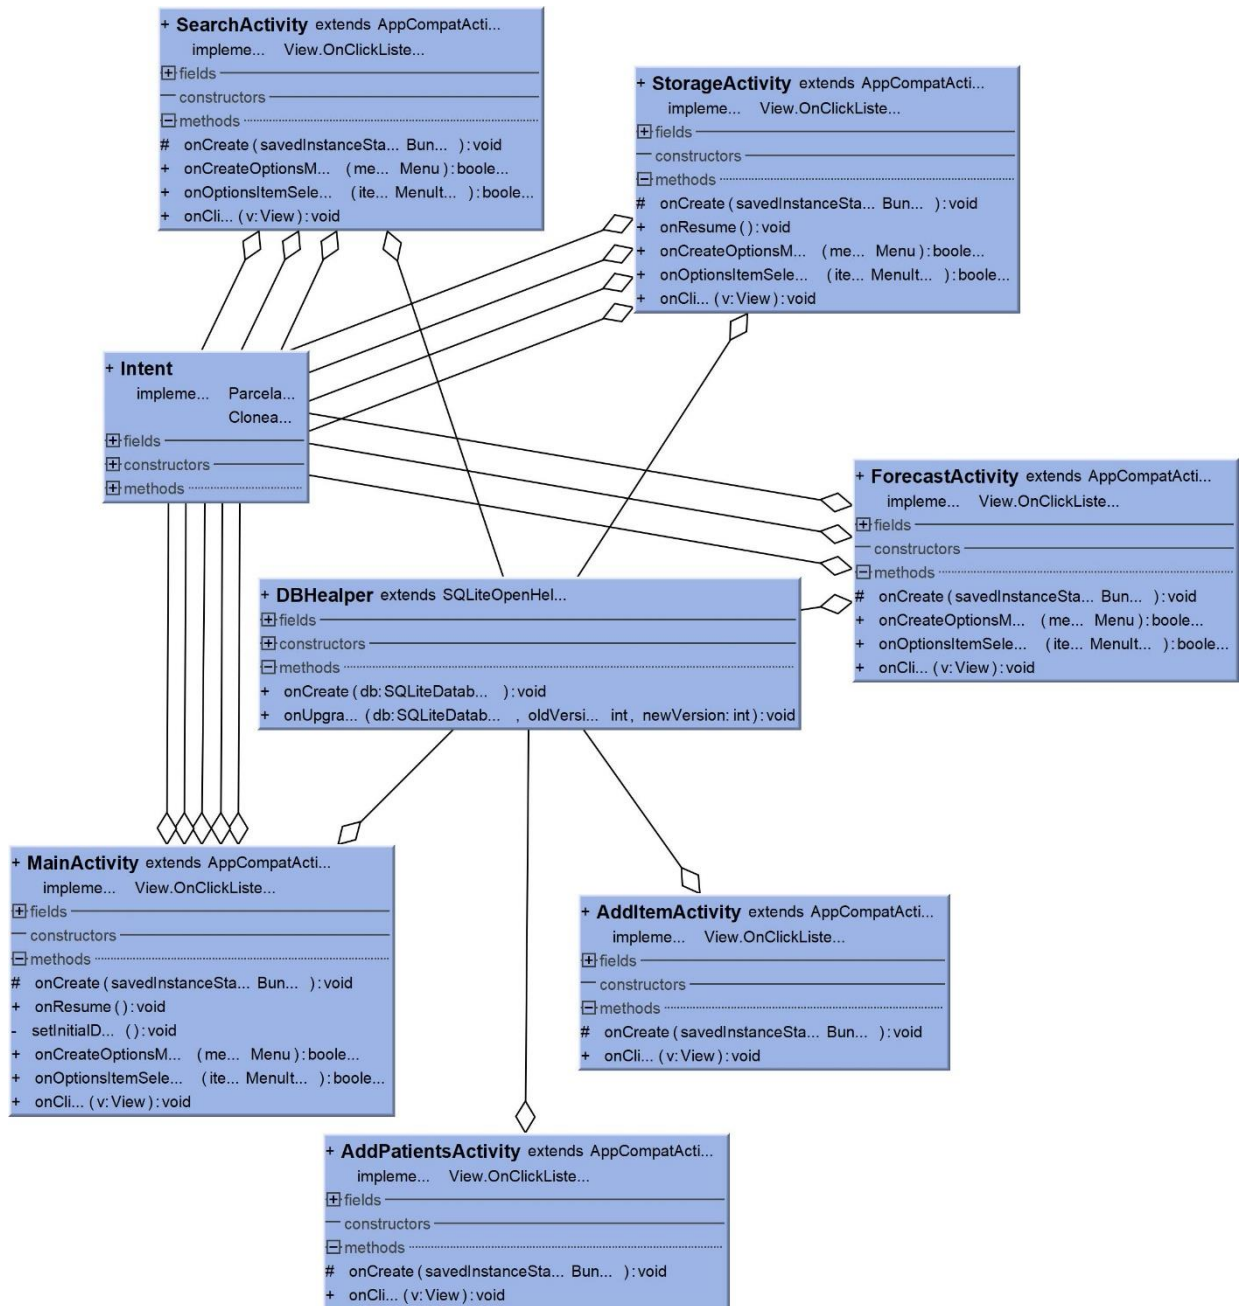 + SearchActivity extends AppCompatActi...
impleme... View.OnClickListe...
+ fields
constructors
- methods
# onCreate (savedInstanceSta... Bun... ):void
+ onCreateOptionsM... (me... Menu):boole...
+ onOptionsItemSele... (ite... MenuIt... ):boole...
+ onCli... (v:View):void
+ StorageActivity extends AppCompatActi...
impleme... View.OnClickListe...
+ fields
constructors
- methods
# onCreate (savedInstanceSta... Bun... ):void
+ onResume ():void
+ onCreateOptionsM... (me... Menu):boole...
+ onOptionsItemSele... (ite... MenuIt... ):boole...
+ onCli... (v:View):void
+ Intent
impleme... Parcela...
Clonea...
+ fields
+ constructors
+ methods
+ ForecastActivity extends AppCompatActi...
impleme... View.OnClickListe...
+ fields
constructors
- methods
# onCreate (savedInstanceSta... Bun... ):void
+ onCreateOptionsM... (me... Menu):boole...
+ onOptionsItemSele... (ite... MenuIt... ):boole...
+ onCli... (v:View):void
+ DBHealper extends SQLiteOpenHel...
+ fields
+ constructors
- methods
+ onCreate (db:SQLiteDatab... ):void
+ onUpgra... (db:SQLiteDatab... , oldVersi... int, newVersion:int):void
+ MainActivity extends AppCompatActi...
impleme... View.OnClickListe...
+ fields
constructors
- methods
# onCreate (savedInstanceSta... Bun... ):void
+ onResume ():void
- setInitialD... ():void
+ onCreateOptionsM... (me... Menu):boole...
+ onOptionsItemSele... (ite... MenuIt... ):boole...
+ onCli... (v:View):void
+ AddItemActivity extends AppCompatActi...
impleme... View.OnClickListe...
+ fields
constructors
- methods
# onCreate (savedInstanceSta... Bun... ):void
+ onCli... (v:View):void
+ AddPatientsActivity extends AppCompatActi...
impleme... View.OnClickListe...
+ fields
constructors
- methods
# onCreate (savedInstanceSta... Bun... ):void
+ onCli... (v:View):void